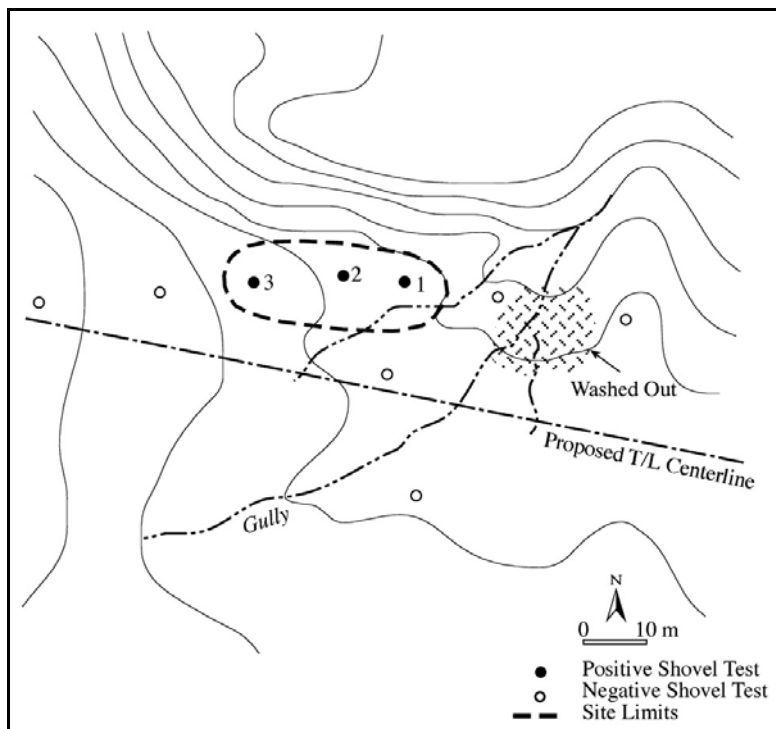 3
2
1
Washed Out
Proposed T/L Centerline
Gully
N
0 10 m
Positive Shovel Test
Negative Shovel Test
Site Limits